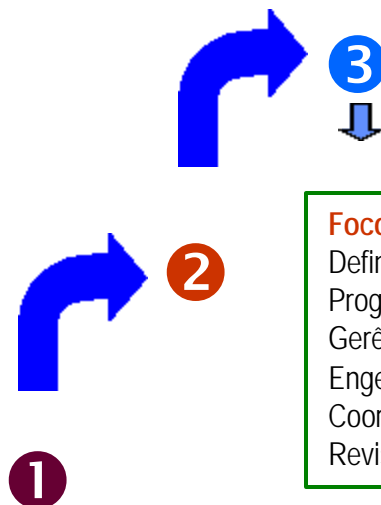 3
2
Foco
Defin
Prog
Gerê
Enge
Coor
Revi
1